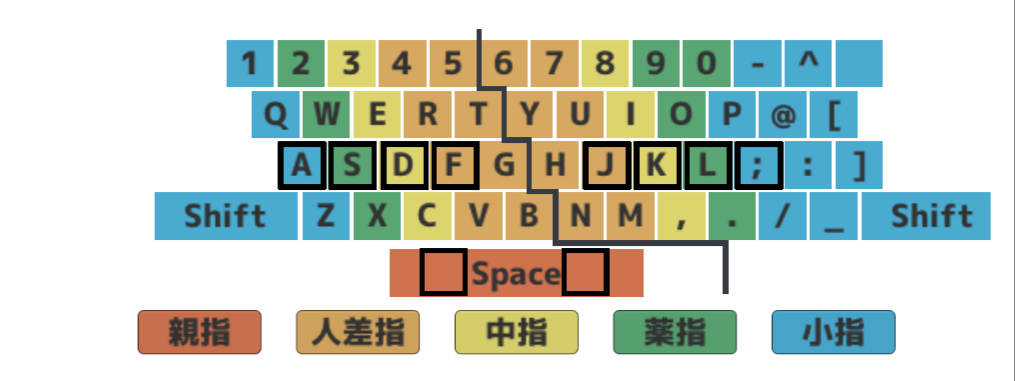 1 2 3 4 5 6 7 8 9 0 - ^
Q W E R T Y U I O P @ [
A S D F G H J K L ; : ]
Shift Z X C V B N M , . / _ Shift
Space
親指 人差指 中指 薬指 小指